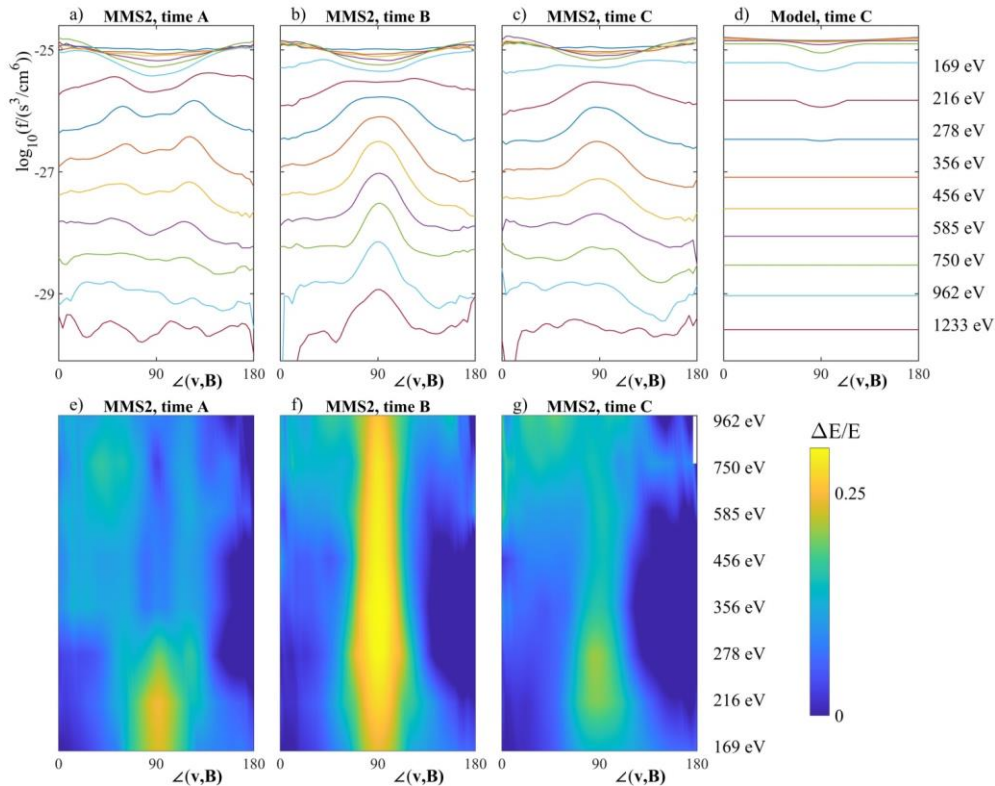 a) MMS2, time A
b) MMS2, time B
c) MMS2, time C
d) Model, time C
log10(f/(s³/cm⁶)
-25
-27
-29
169 eV
216 eV
278 eV
356 eV
456 eV
585 eV
750 eV
962 eV
1233 eV
0 90 ∠(v,B) 180
0 90 ∠(v,B) 180
0 90 ∠(v,B) 180
0 90 ∠(v,B) 180
e) MMS2, time A
f) MMS2, time B
g) MMS2, time C
962 eV
750 eV
585 eV
456 eV
356 eV
278 eV
216 eV
169 eV
ΔE/E
0.25
0
0 90 ∠(v,B) 180
0 90 ∠(v,B) 180
0 90 ∠(v,B) 180